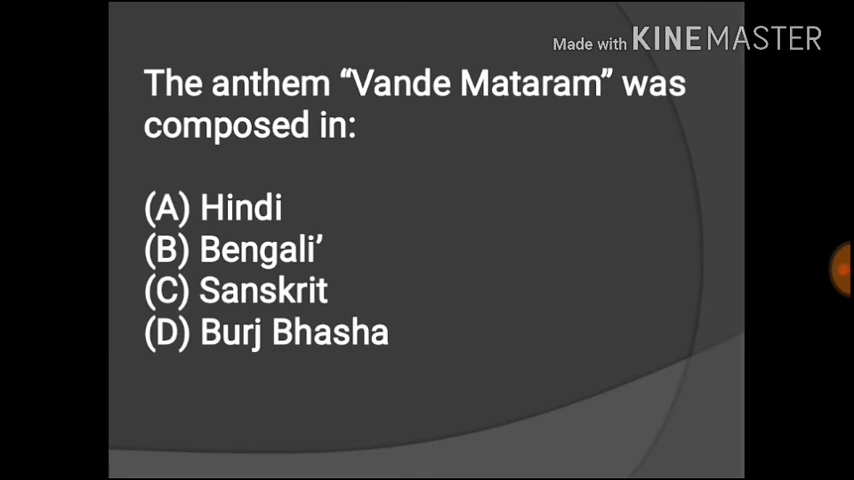 Made with KINEMASTER
The anthem “Vande Mataram” was
composed in:
(A) Hindi
(B) Bengali’
(C) Sanskrit
(D) Burj Bhasha